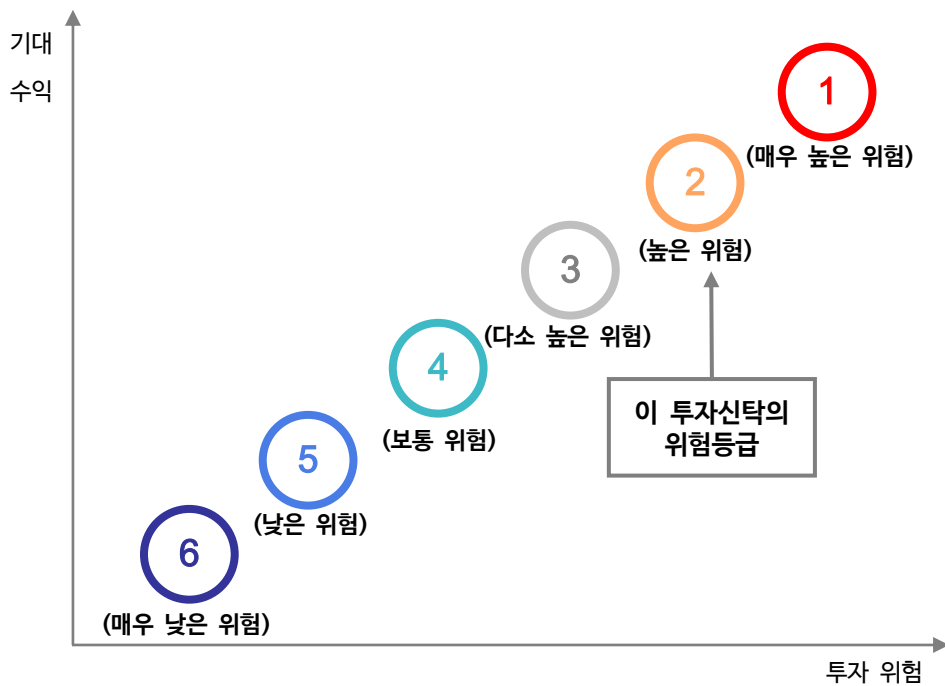 기대
수익
1
(매우 높은 위험)
2
(높은 위험)
3
(다소 높은 위험)
4
(보통 위험)
이 투자신탁의
위험등급
5
(낮은 위험)
6
(매우 낮은 위험)
투자 위험